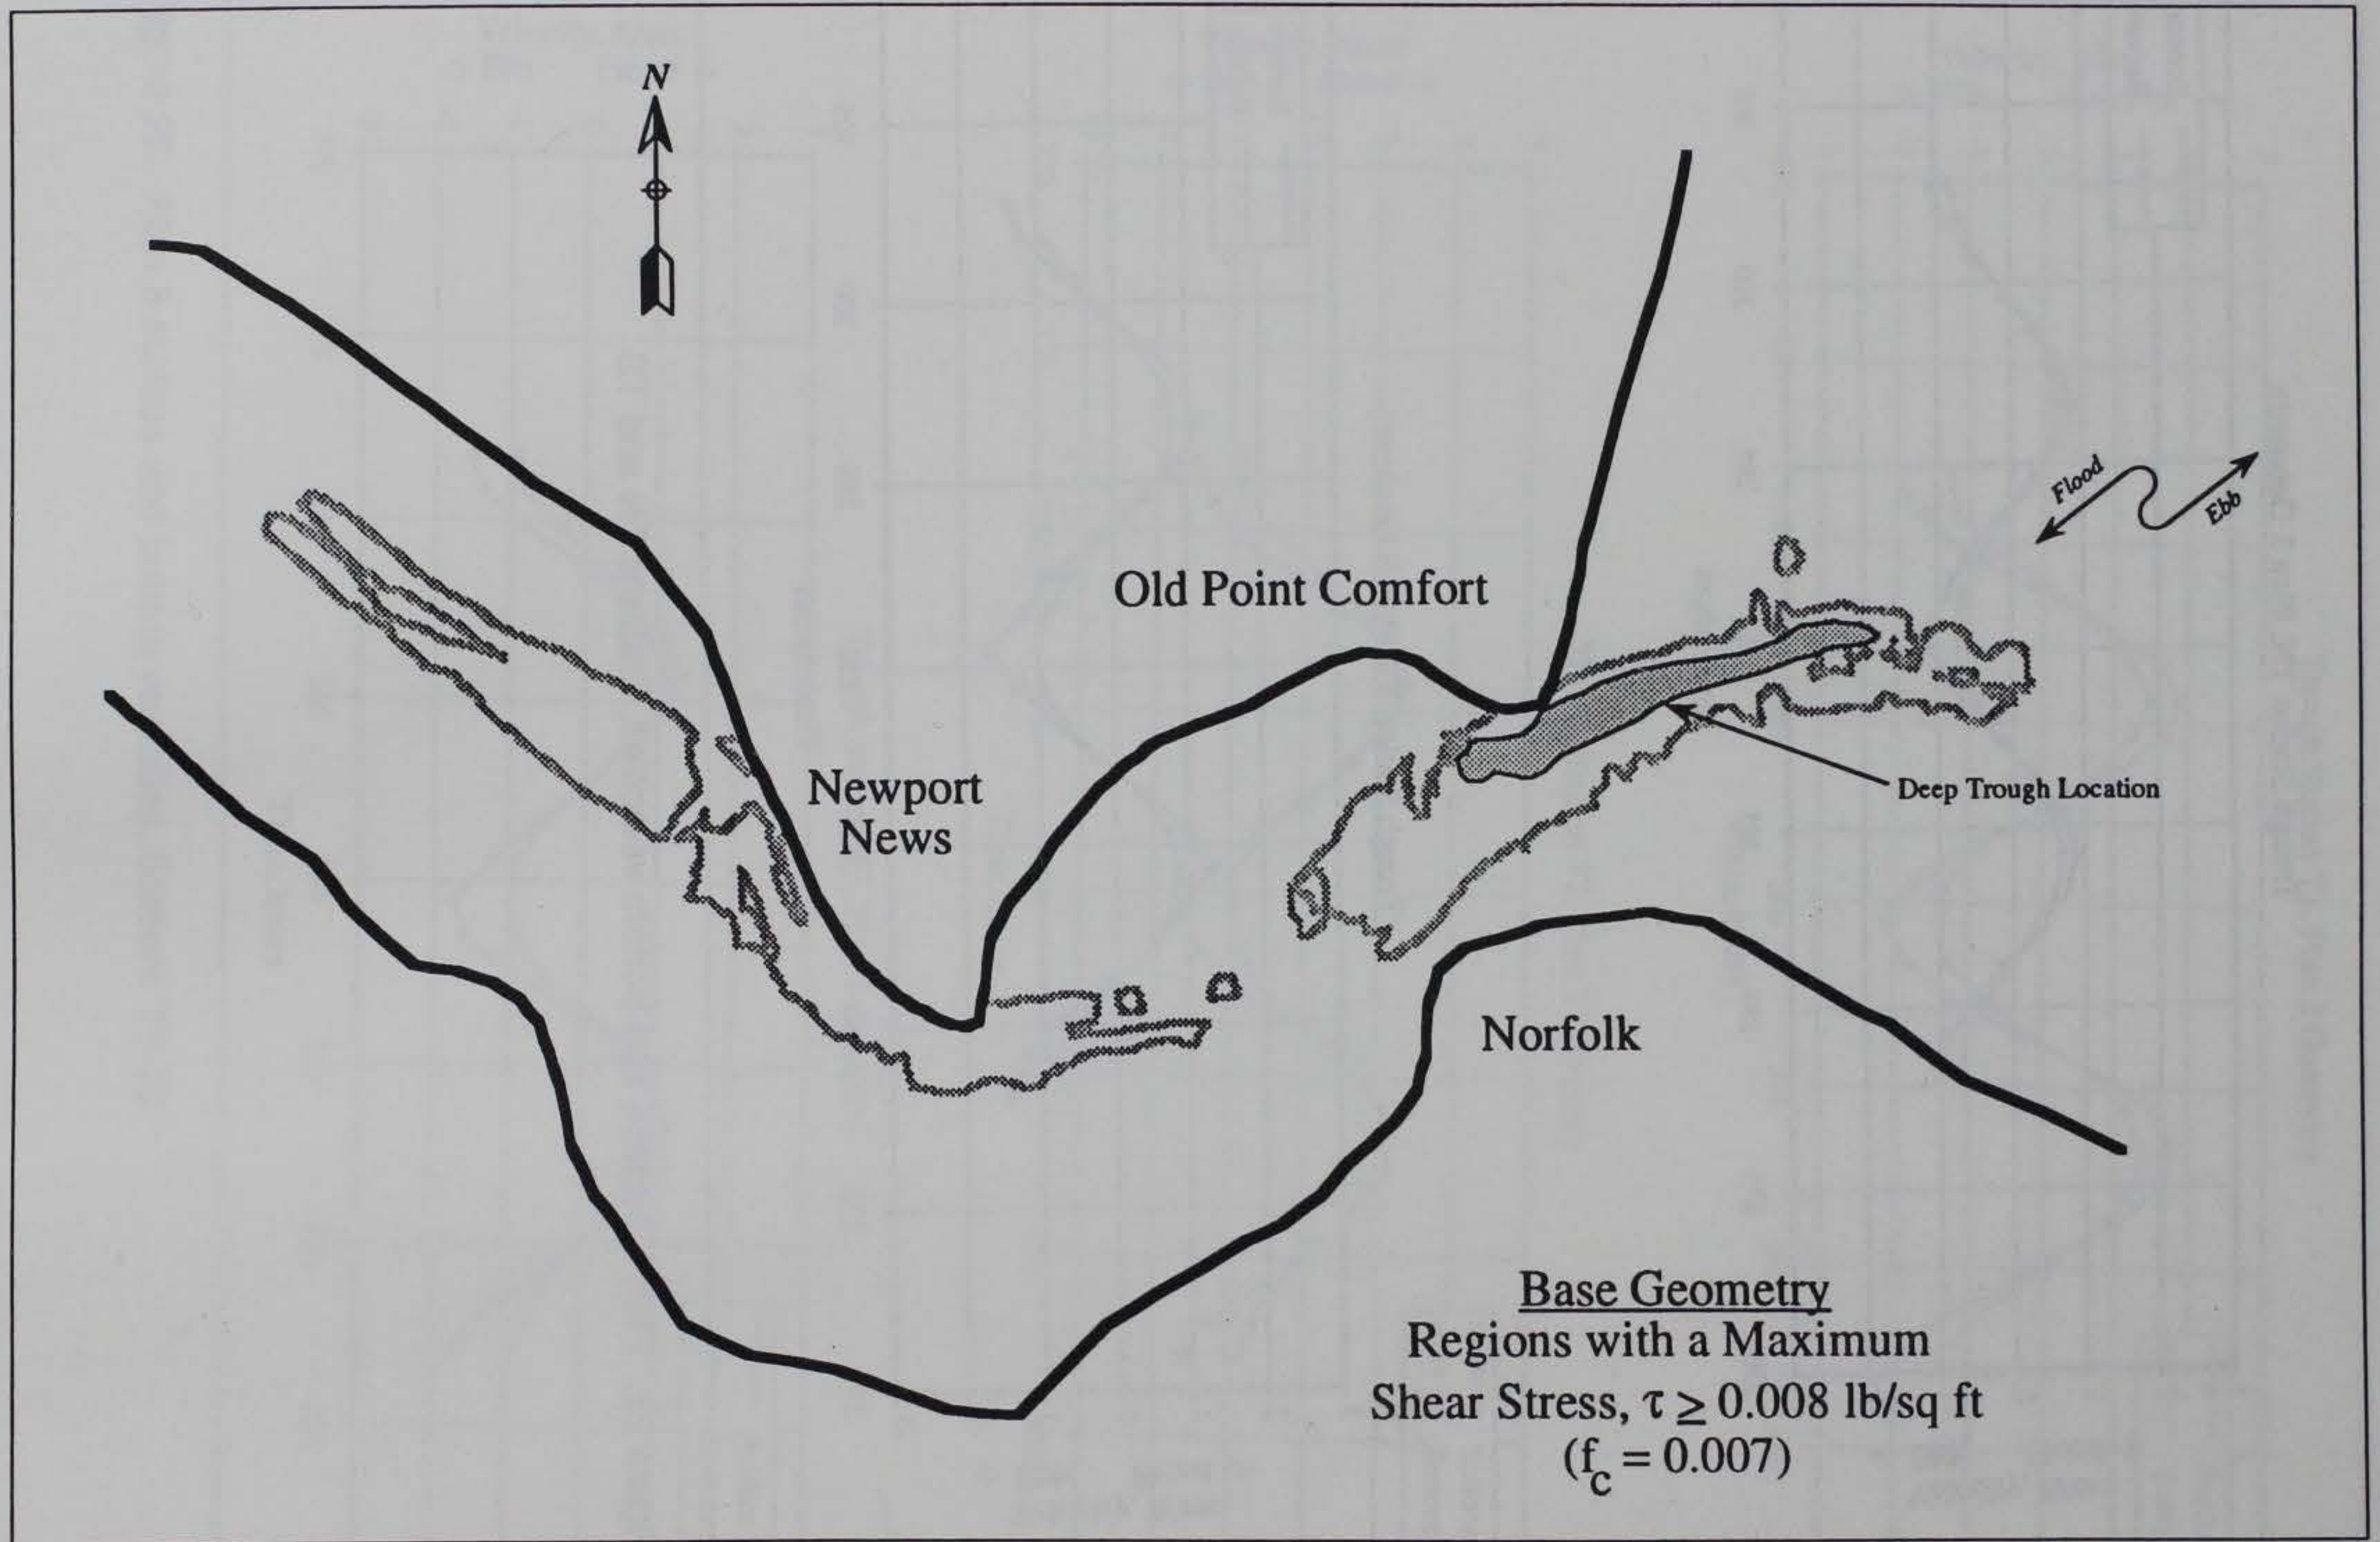 N
Flood
Ebb
Old Point Comfort
Newport
News
Deep Trough Location
Norfolk
Base Geometry
Regions with a Maximum
Shear Stress, τ ≥ 0.008 lb/sq ft
(fc = 0.007)